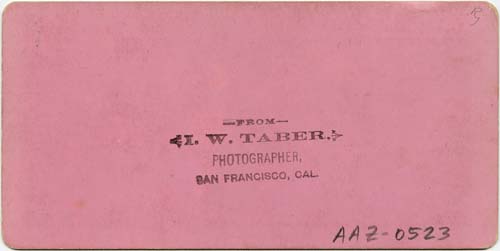 —FROM—
I. W. TABER.
PHOTOGRAPHER,
SAN FRANCISCO, CAL.
AAZ-0523